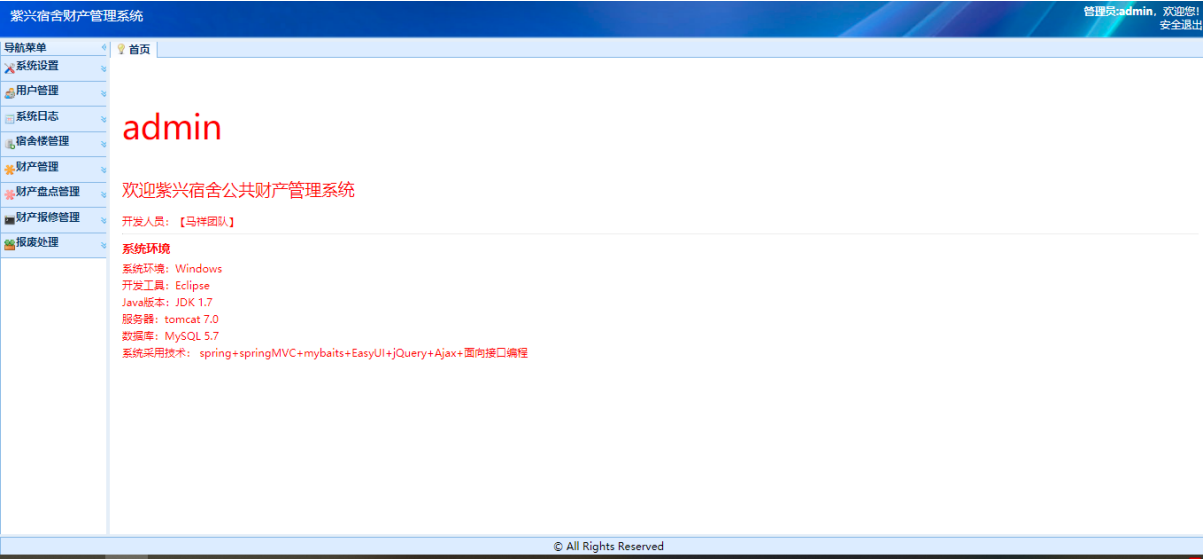 紫兴宿舍财产管理系统
管理员:admin, 欢迎您!
安全退出
导航菜单
首页
系统设置
用户管理
系统日志
宿舍楼管理
财产管理
财产盘点管理
财产报修管理
报废处理
admin
欢迎紫兴宿舍公共财产管理系统
开发人员：【马祥团队】
系统环境
系统环境：Windows
开发工具：Eclipse
Java版本：JDK 1.7
服务器：tomcat 7.0
数据库：MySQL 5.7
系统采用技术： spring+springMVC+mybaits+EasyUI+jQuery+Ajax+面向接口编程
© All Rights Reserved